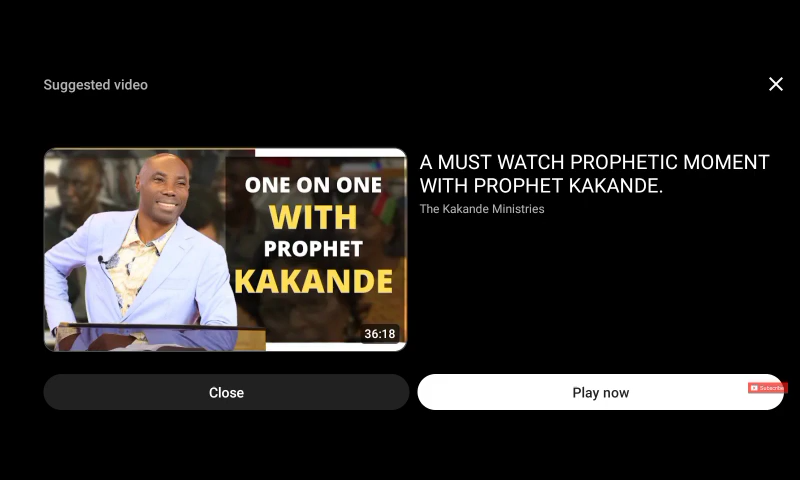 Suggested video
ONE ON ONE
WITH
PROPHET
KAKANDE
36:18
A MUST WATCH PROPHETIC MOMENT
WITH PROPHET KAKANDE.
The Kakande Ministries
Close
Play now
Subscribe